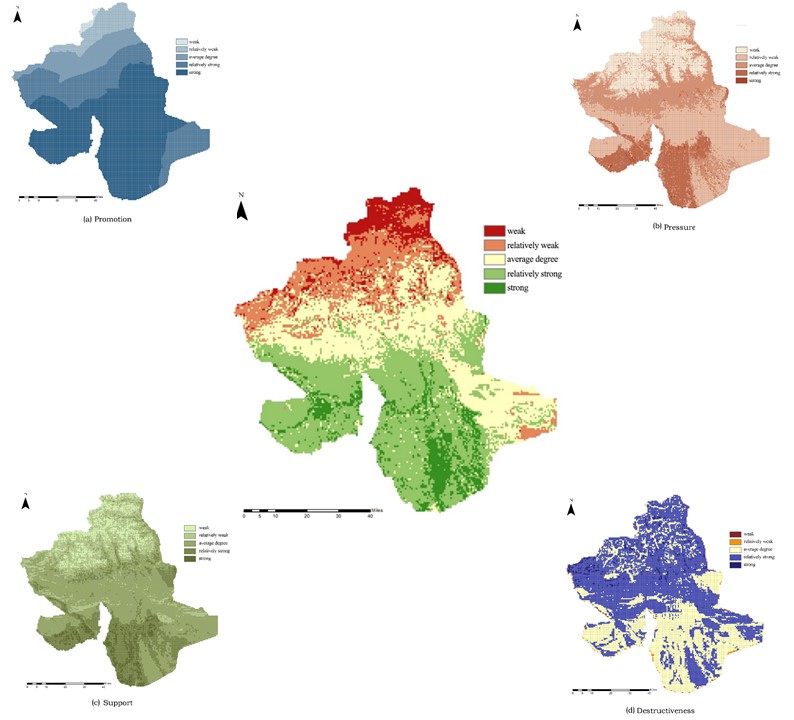 N
weak
relatively weak
average degree
relatively strong
strong
(a) Promotion
N
weak
relatively weak
average degree
relatively strong
strong
(b) Pressure
N
weak
relatively weak
average degree
relatively strong
strong
0 5 10 20 30 40 Miles
N
weak
relatively weak
average degree
relatively strong
strong
(c) Support
N
weak
relatively weak
average degree
relatively strong
strong
(d) Destructiveness